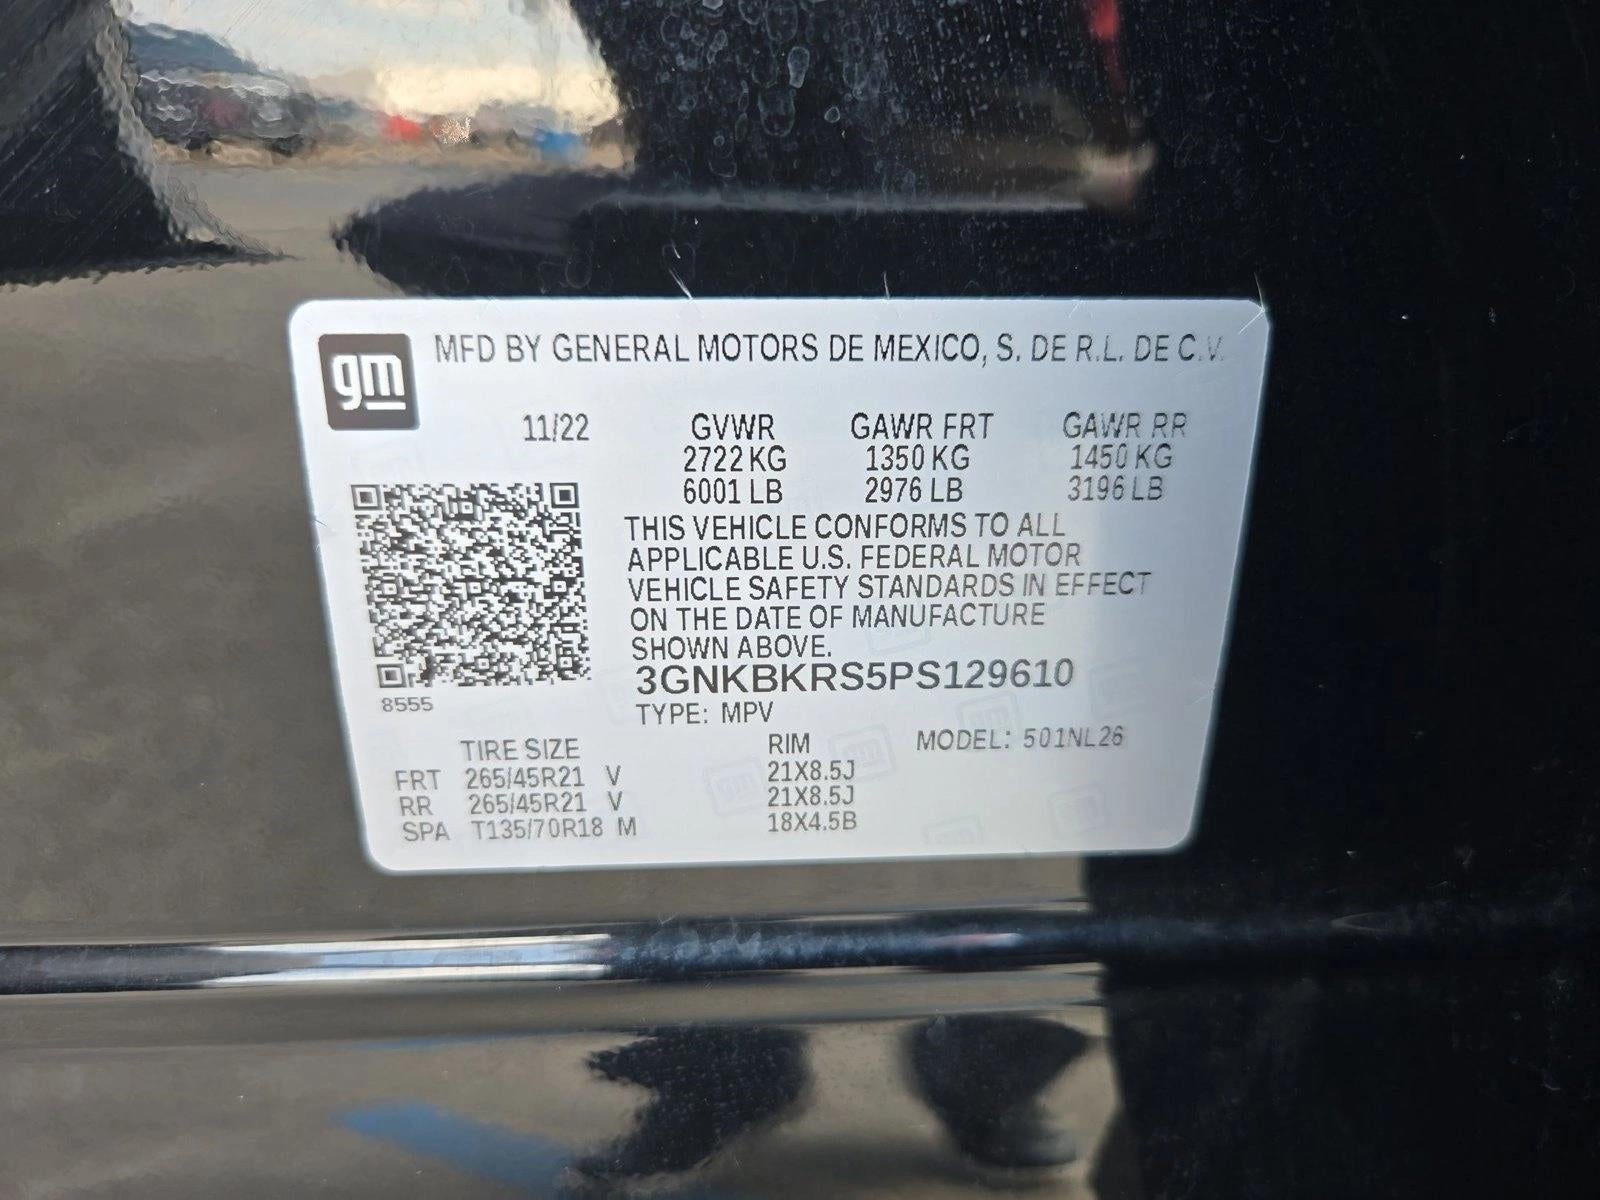 gm
MFD BY GENERAL MOTORS DE MEXICO, S. DE R.L. DE C.V.
11/22 GVWR GAWR FRT GAWR RR
2722 KG 1350 KG 1450 KG
6001 LB 2976 LB 3196 LB
THIS VEHICLE CONFORMS TO ALL
APPLICABLE U.S. FEDERAL MOTOR
VEHICLE SAFETY STANDARDS IN EFFECT
ON THE DATE OF MANUFACTURE
SHOWN ABOVE.
3GNKBKRS5PS129610
8555
TYPE: MPV
TIRE SIZE RIM MODEL: 501NL26
FRT 265/45R21 V 21X8.5J
RR 265/45R21 V 21X8.5J
SPA T135/70R18 M 18X4.5B